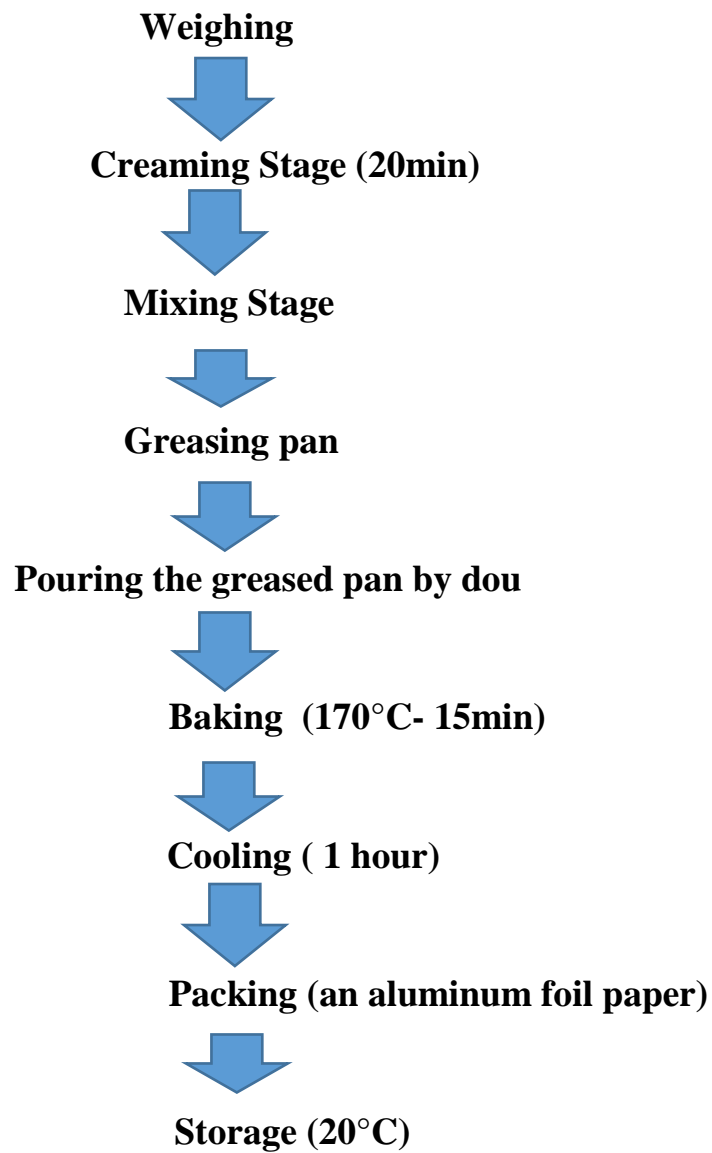 Weighing
Creaming Stage (20min)
Mixing Stage
Greasing pan
Pouring the greased pan by dou
Baking  (170°C- 15min)
Cooling ( 1 hour)
Packing (an aluminum foil paper)
Storage (20°C)